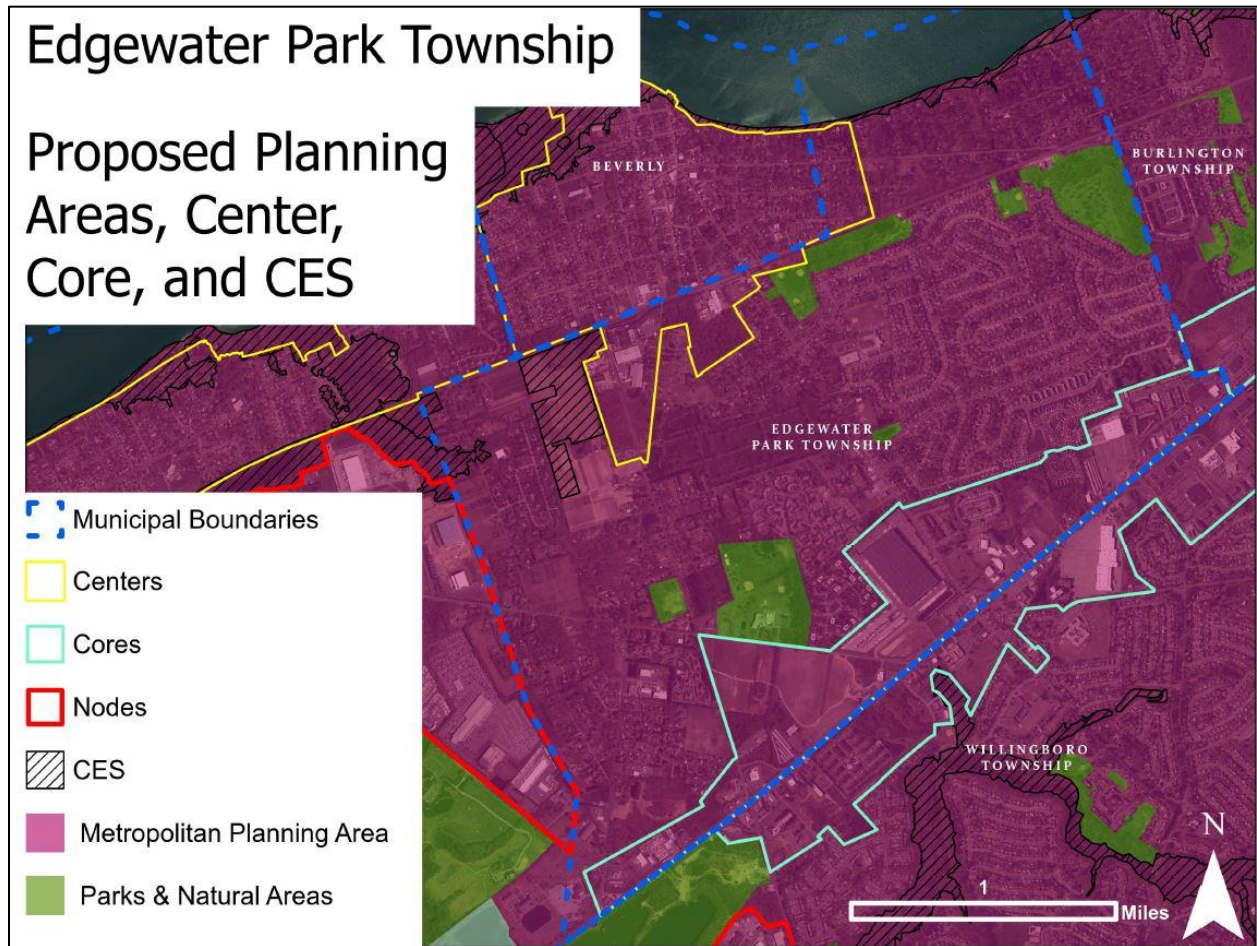 Edgewater Park Township
Proposed Planning
Areas, Center,
Core, and CES
BEVERLY
BURLINGTON
TOWNSHIP
EDGEWATER
PARK TOWNSHIP
WILLINGBORO
TOWNSHIP
Municipal Boundaries
Centers
Cores
Nodes
CES
Metropolitan Planning Area
Parks & Natural Areas
1
Miles
N